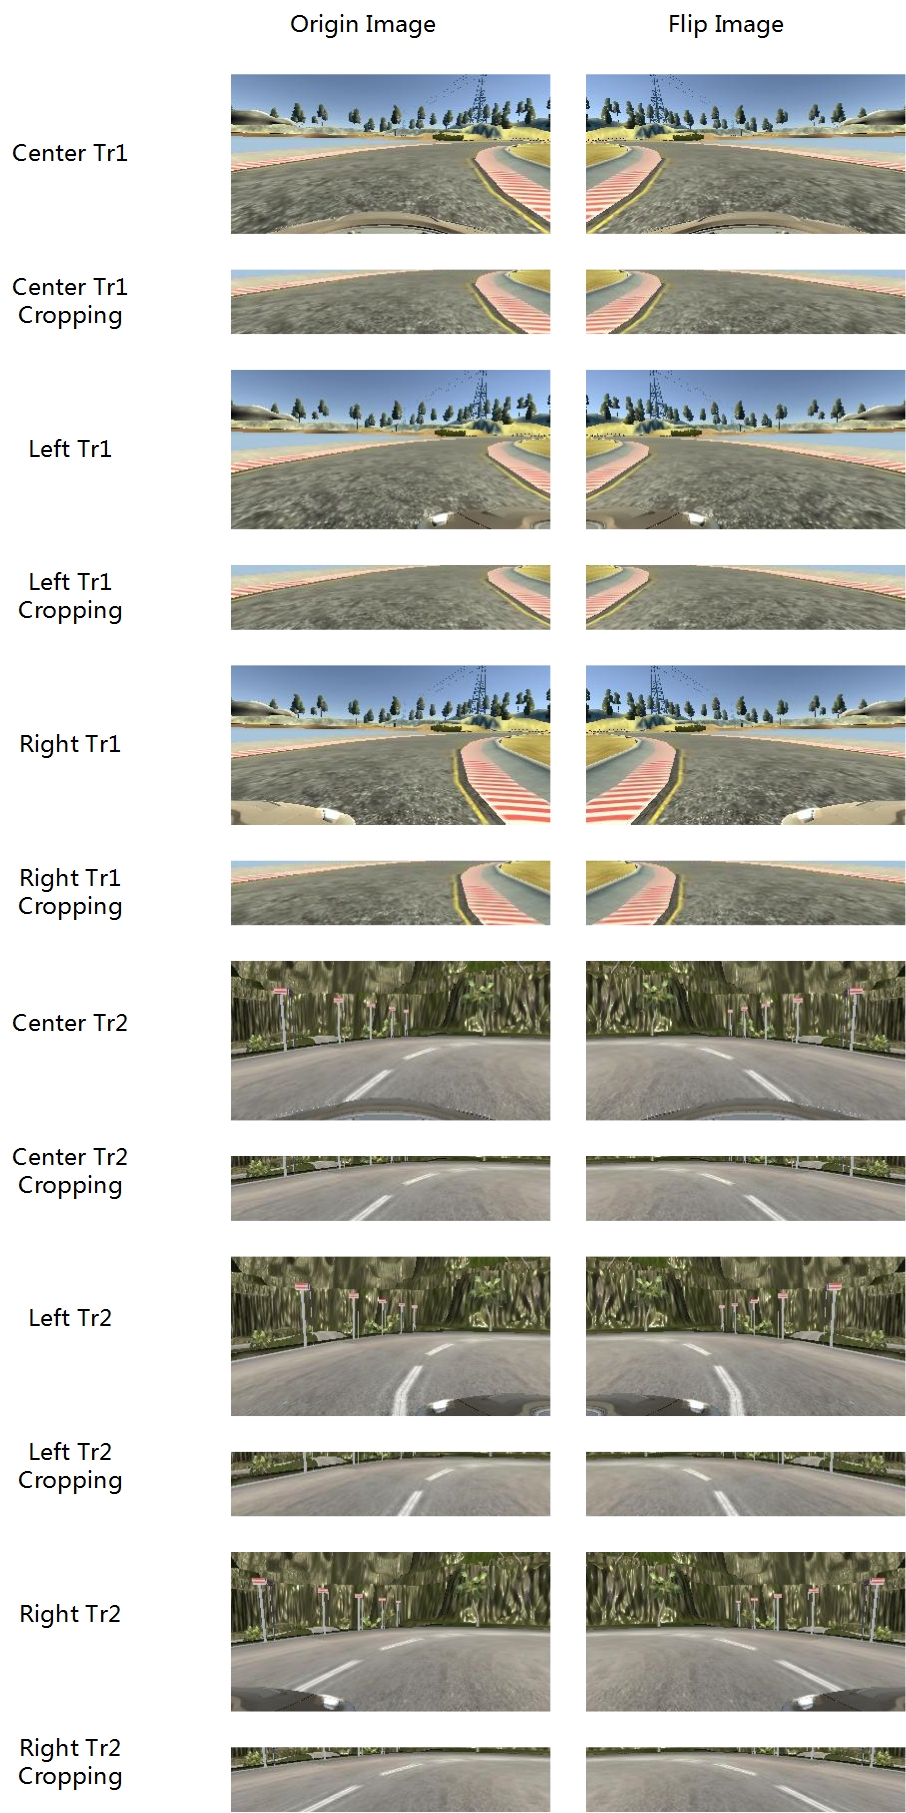 Origin Image
Flip Image
Center Tr1
Center Tr1
Cropping
Left Tr1
Left Tr1
Cropping
Right Tr1
Right Tr1
Cropping
Center Tr2
Center Tr2
Cropping
Left Tr2
Left Tr2
Cropping
Right Tr2
Right Tr2
Cropping